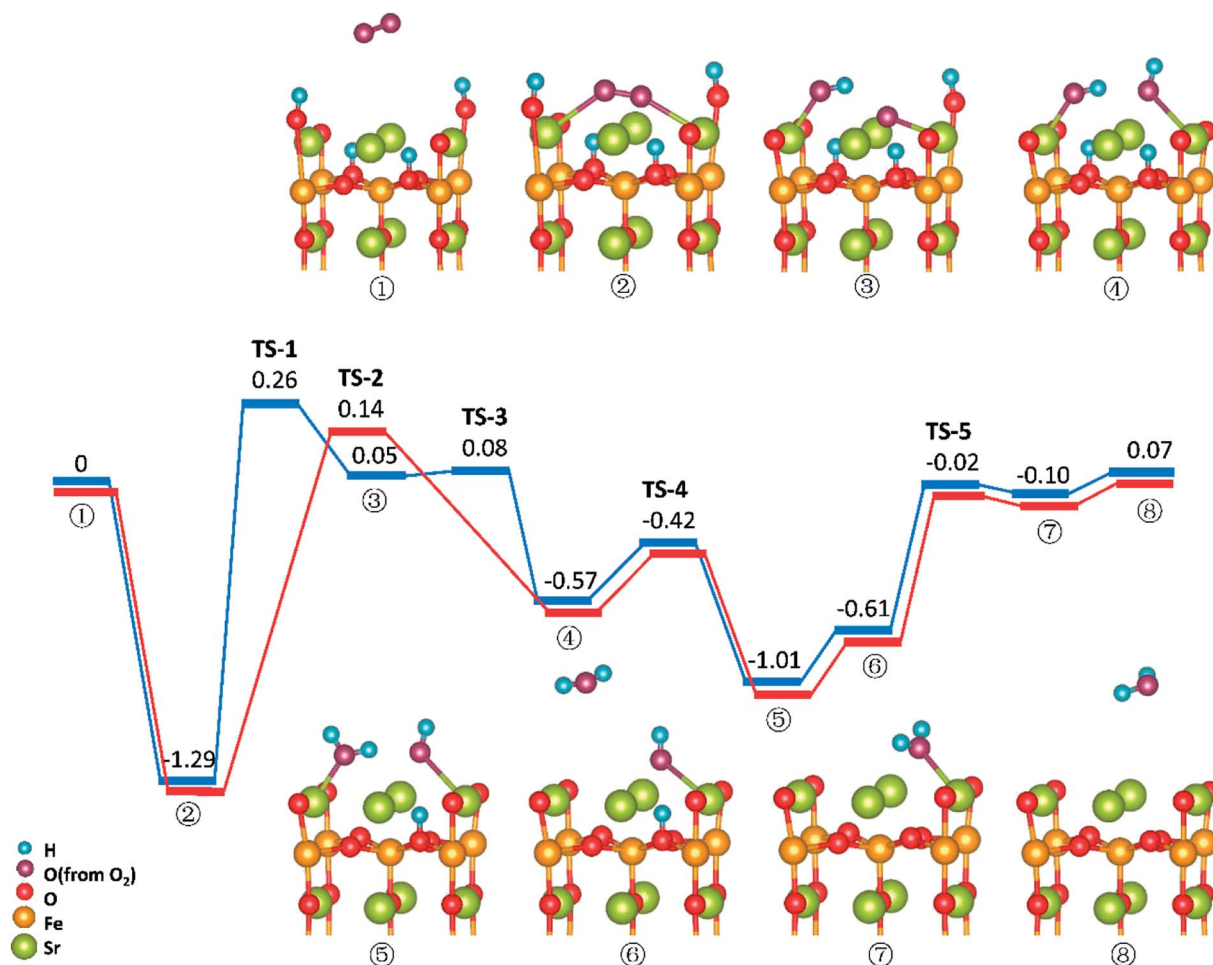 ①
②
③
④
TS-1
0.26
TS-2
0.14
TS-3
0.08
0.05
③
0
①
TS-5
-0.02
-0.10
0.07
⑦
⑧
TS-4
-0.42
-0.57
④
-0.61
⑥
-1.01
⑤
-1.29
②
H
O(from O₂)
O
Fe
Sr
⑤
⑥
⑦
⑧